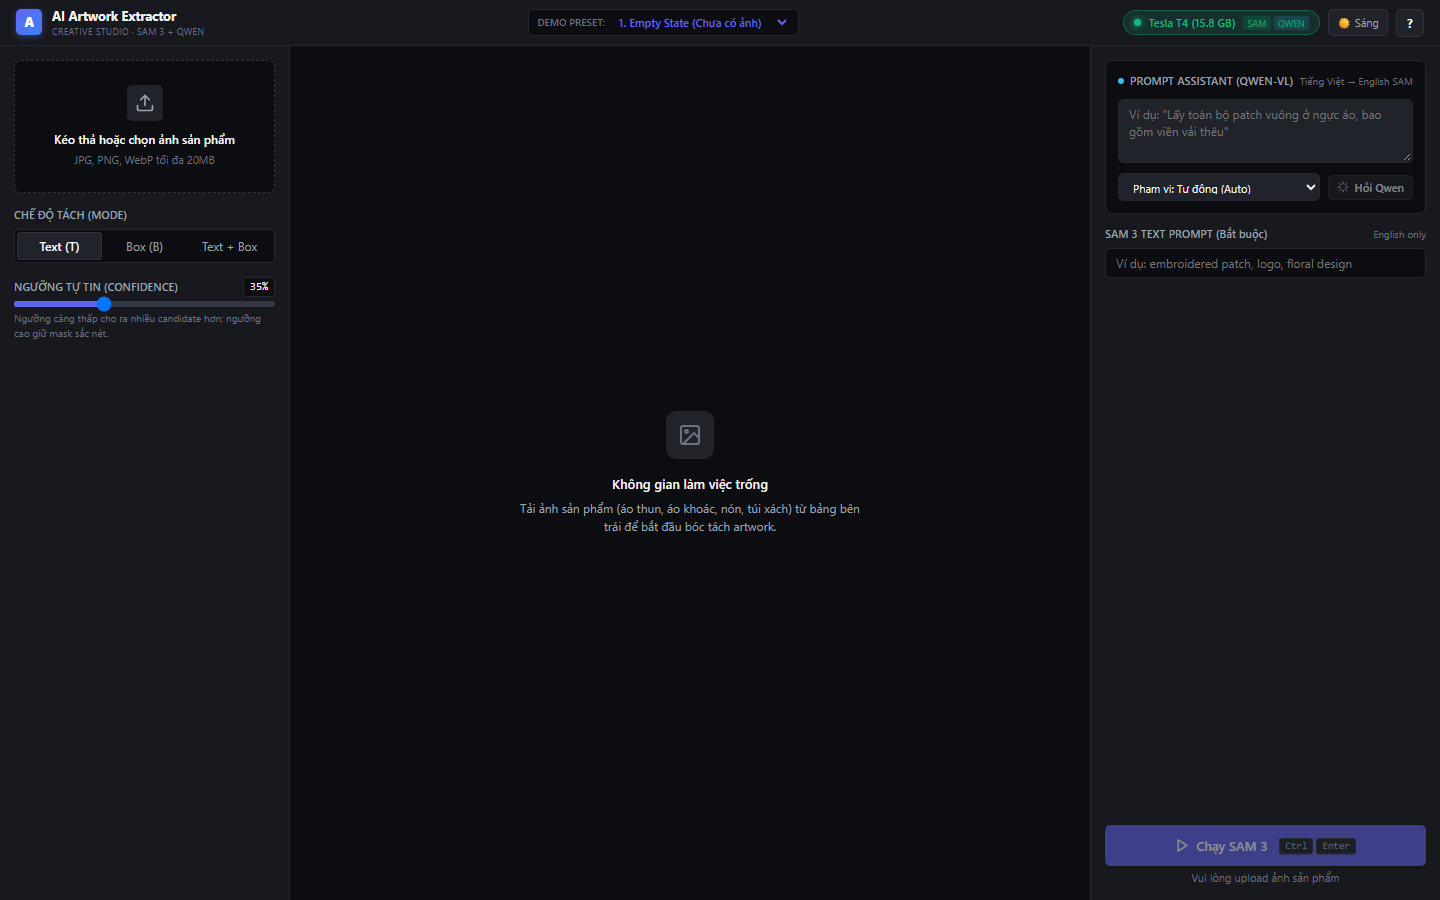 A
AI Artwork Extractor
CREATIVE STUDIO · SAM 3 + QWEN
DEMO PRESET: 1. Empty State (Chưa có ảnh)
Tesla T4 (15.8 GB) SAM QWEN
Sáng
?
Kéo thả hoặc chọn ảnh sản phẩm
JPG, PNG, WebP tối đa 20MB
CHẾ ĐỘ TÁCH (MODE)
Text (T) Box (B) Text + Box
NGƯỠNG TỰ TIN (CONFIDENCE) 35%
Ngưỡng càng thấp cho ra nhiều candidate hơn; ngưỡng
cao giữ mask sắc nét.
Không gian làm việc trống
Tải ảnh sản phẩm (áo thun, áo khoác, nón, túi xách) từ bảng bên
trái để bắt đầu bóc tách artwork.
PROMPT ASSISTANT (QWEN-VL) Tiếng Việt → English SAM
Ví dụ: "Lấy toàn bộ patch vuông ở ngực áo, bao
gồm viền vải thêu"
Phạm vi: Tự động (Auto)
Hỏi Qwen
SAM 3 TEXT PROMPT (Bắt buộc) English only
Ví dụ: embroidered patch, logo, floral design
Chạy SAM 3 Ctrl Enter
Vui lòng upload ảnh sản phẩm